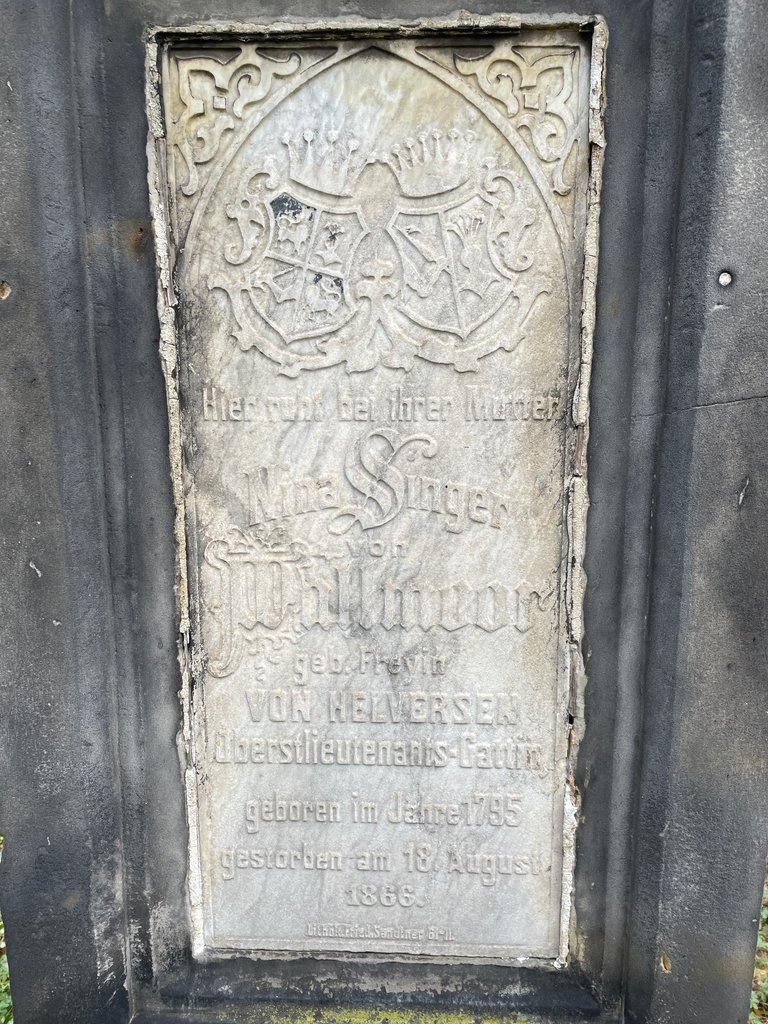 Hier ruht bei ihrer Mutter
Nina Singer
von
Wallmoor
geb. Freyin
VON HELVERSEN
Oberstlieutenants-Gattin
geboren im Jahre 1795
gestorben am 18. August
1866.